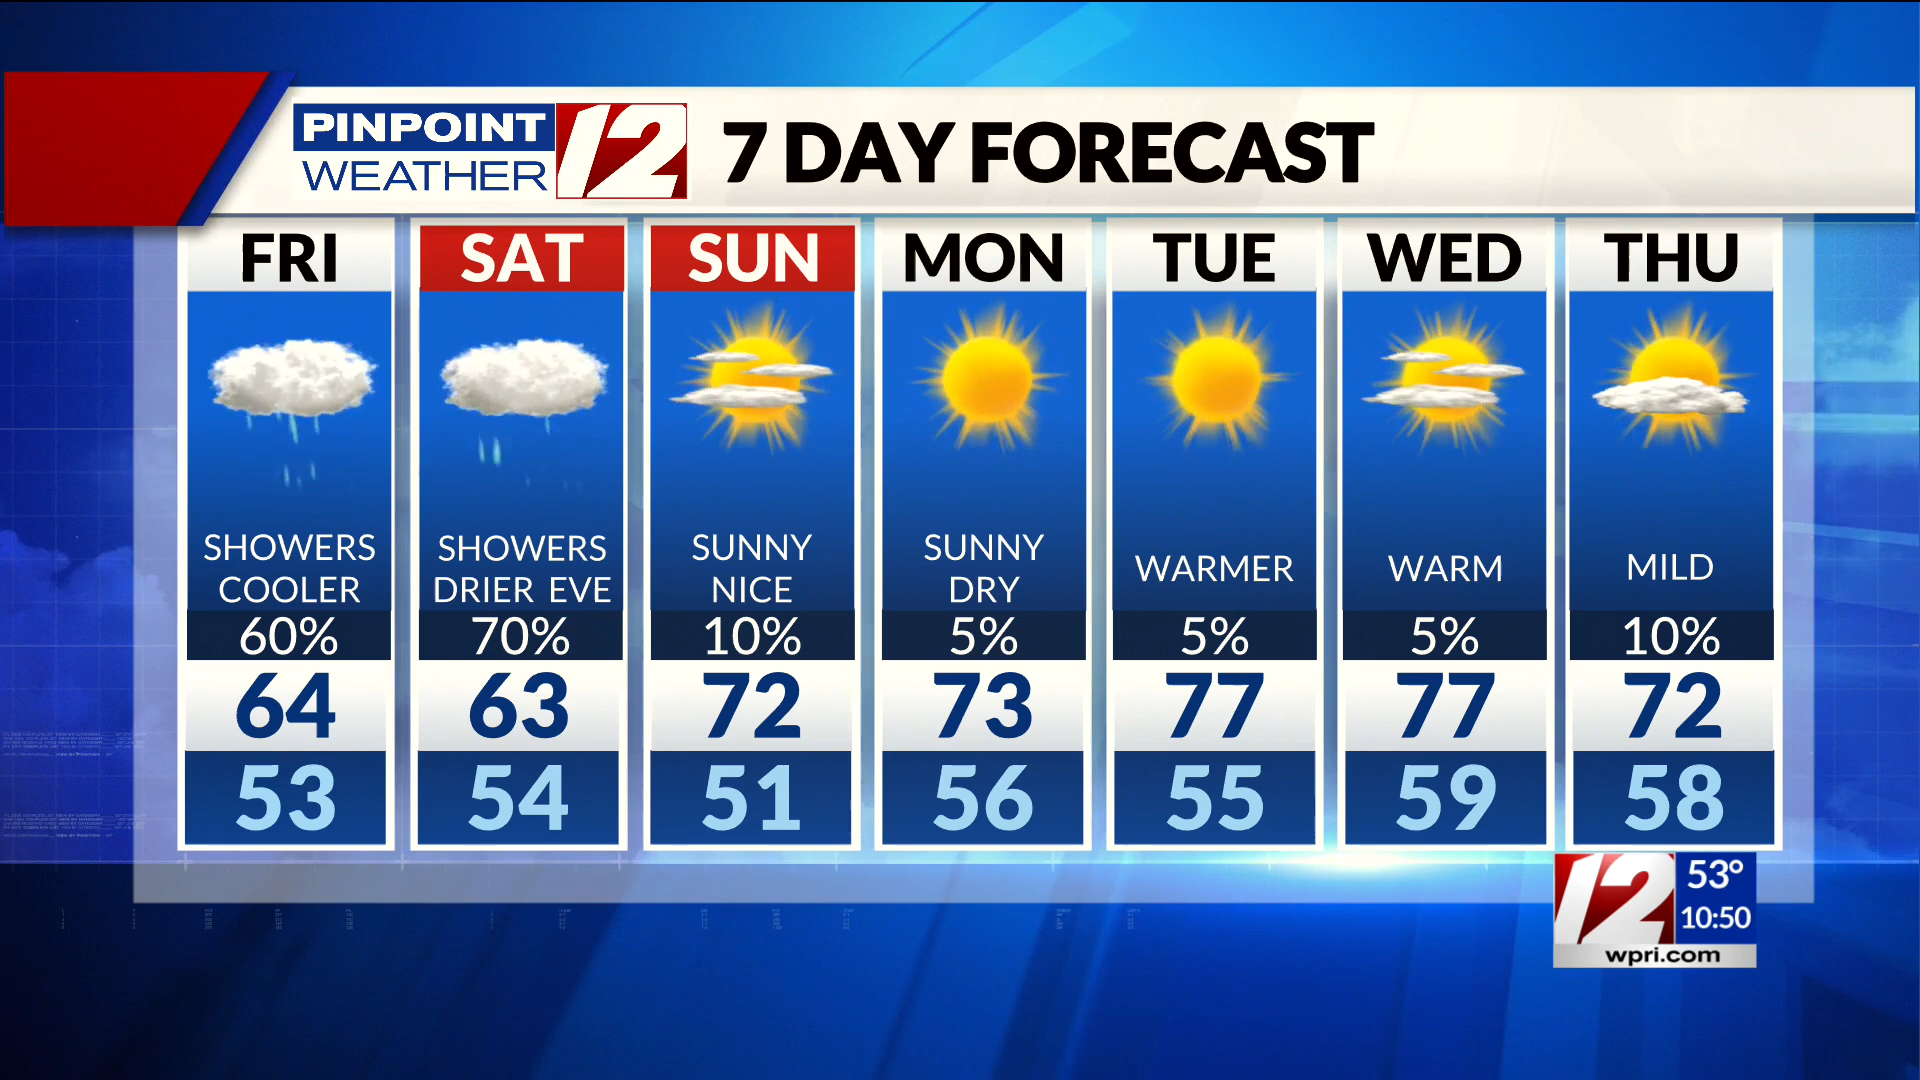 PINPOINT
WEATHER
12
7 DAY FORECAST
FRI SAT SUN MON TUE WED THU
SHOWERS COOLER
SHOWERS DRIER EVE
SUNNY NICE
SUNNY DRY
WARMER
WARM
MILD
60% 70% 10% 5% 5% 5% 10%
64 63 72 73 77 77 72
53 54 51 56 55 59 58
12
53°
10:50
wpri.com